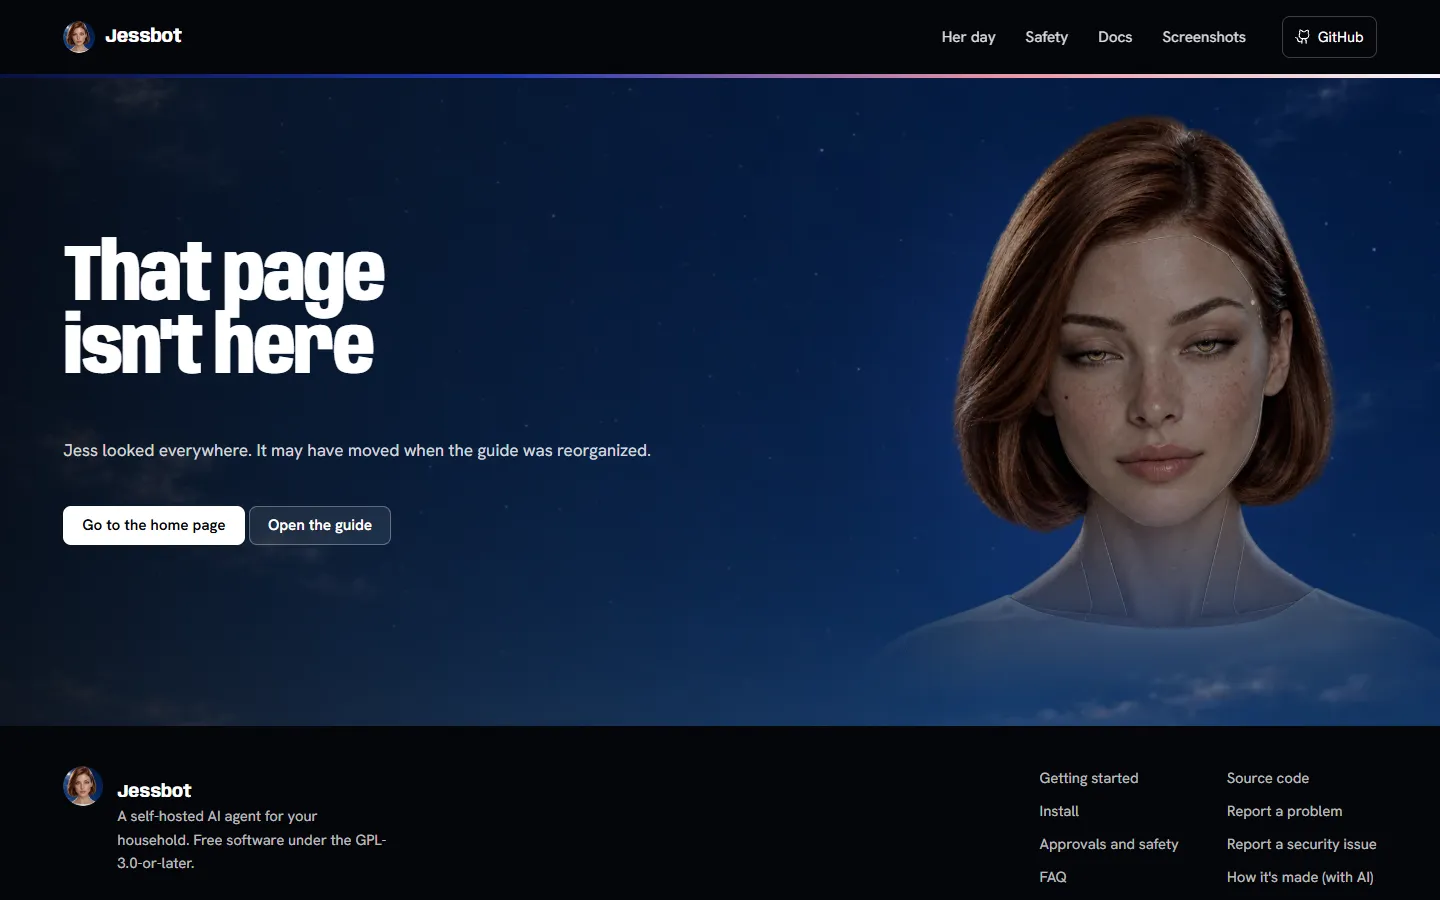 Jessbot
Her day
Safety
Docs
Screenshots
GitHub
That page
isn't here
Jess looked everywhere. It may have moved when the guide was reorganized.
Go to the home page
Open the guide
Jessbot
A self-hosted AI agent for your
household. Free software under the GPL-
3.0-or-later.
Getting started
Install
Approvals and safety
FAQ
Source code
Report a problem
Report a security issue
How it's made (with AI)